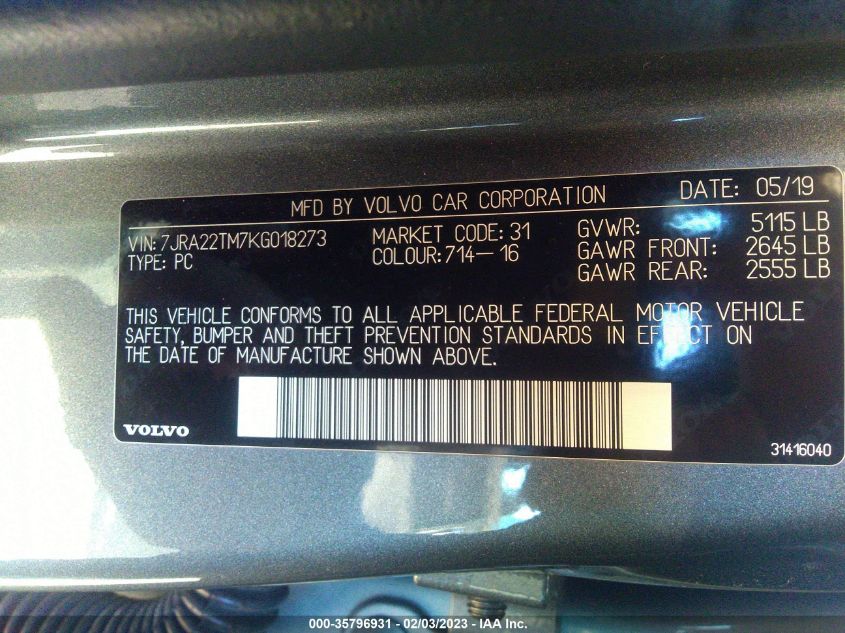 MFD BY VOLVO CAR CORPORATION DATE: 05/19
VIN: 7JRA22TM7KG018273 MARKET CODE: 31 GVWR: 5115 LB
TYPE: PC COLOUR: 714-16 GAWR FRONT: 2645 LB
GAWR REAR: 2555 LB
THIS VEHICLE CONFORMS TO ALL APPLICABLE FEDERAL MOTOR VEHICLE
SAFETY, BUMPER AND THEFT PREVENTION STANDARDS IN EFFECT ON
THE DATE OF MANUFACTURE SHOWN ABOVE.
VOLVO
31416040
000-35796931 - 02/03/2023 - IAA Inc.